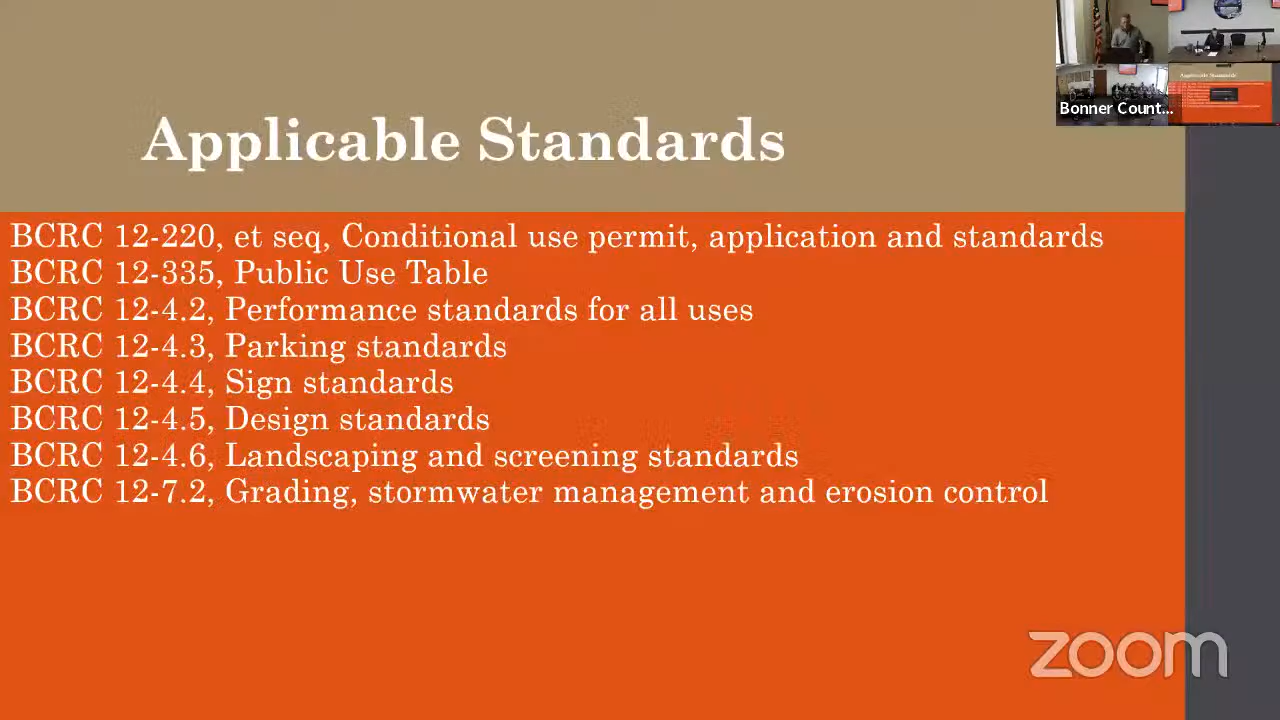 Applicable Standards
BCRC 12-220, et seq, Conditional use permit, application and standards
BCRC 12-335, Public Use Table
BCRC 12-4.2, Performance standards for all uses
BCRC 12-4.3, Parking standards
BCRC 12-4.4, Sign standards
BCRC 12-4.5, Design standards
BCRC 12-4.6, Landscaping and screening standards
BCRC 12-7.2, Grading, stormwater management and erosion control
Bonner Count...
zoom